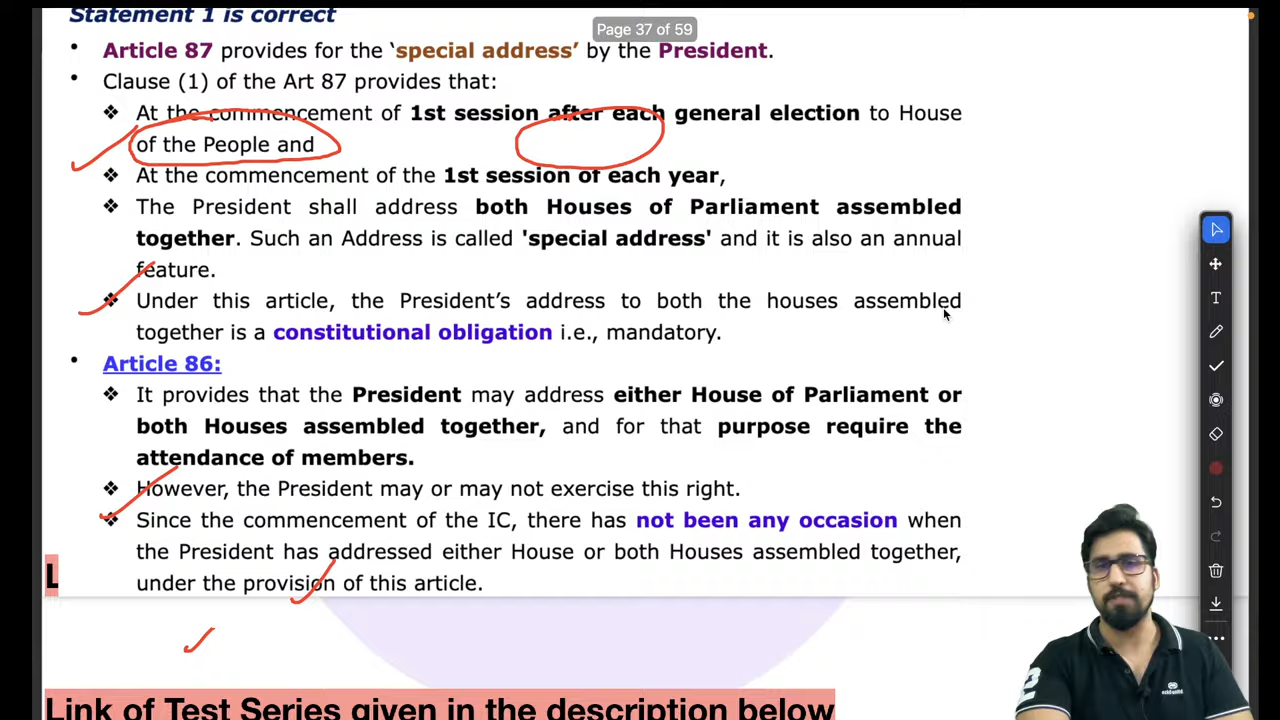 Statement 1 is correct
Page 37 of 59
• Article 87 provides for the ‘special address’ by the President.
• Clause (1) of the Art 87 provides that:
❖ At the commencement of 1st session after each general election to House
of the People and
❖ At the commencement of the 1st session of each year,
❖ The President shall address both Houses of Parliament assembled
together. Such an Address is called 'special address' and it is also an annual
feature.
❖ Under this article, the President’s address to both the houses assembled
together is a constitutional obligation i.e., mandatory.
• Article 86:
❖ It provides that the President may address either House of Parliament or
both Houses assembled together, and for that purpose require the
attendance of members.
❖ However, the President may or may not exercise this right.
❖ Since the commencement of the IC, there has not been any occasion when
the President has addressed either House or both Houses assembled together,
under the provision of this article.
L
Link of Test Series given in the description below